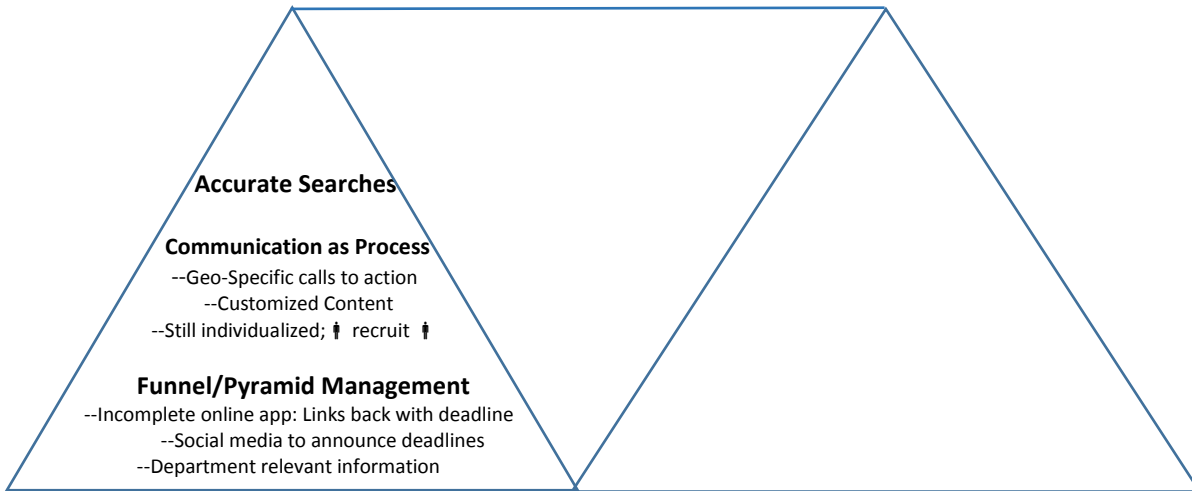 Accurate Searches
Communication as Process
--Geo-Specific calls to action
--Customized Content
--Still individualized; recruit
Funnel/Pyramid Management
--Incomplete online app: Links back with deadline
--Social media to announce deadlines
--Department relevant information